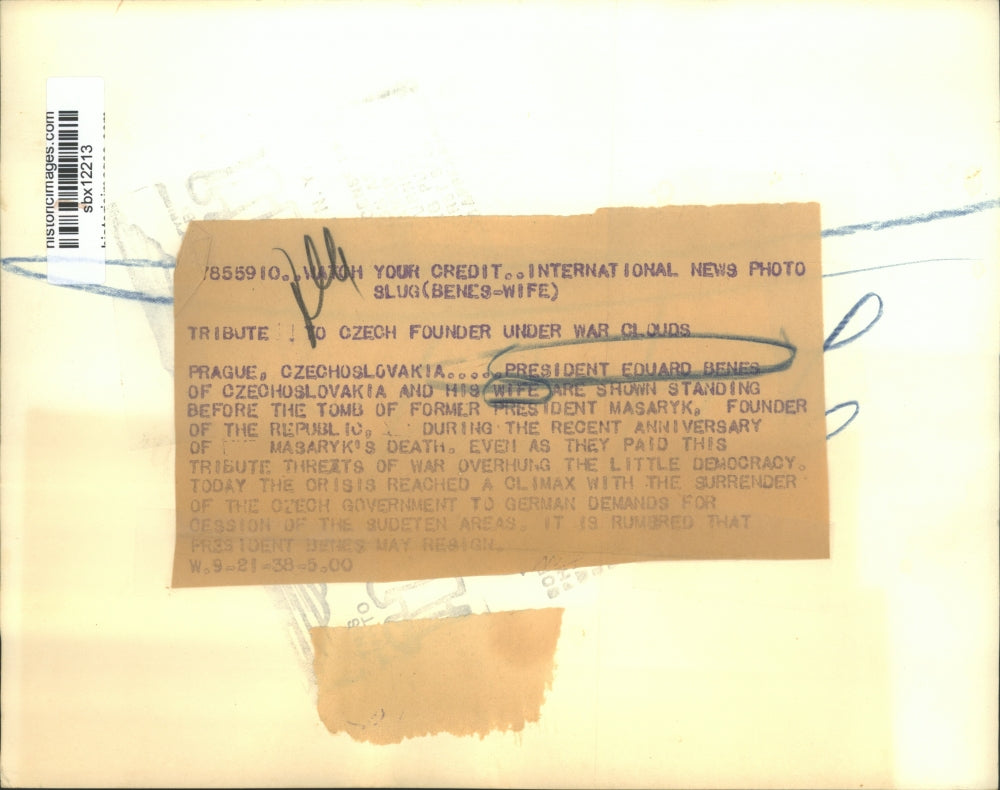 historicimages.com
sbx12213
7855910..WATCH YOUR CREDIT..INTERNATIONAL NEWS PHOTO
SLUG(BENES-WIFE)
TRIBUTE TO CZECH FOUNDER UNDER WAR CLOUDS
PRAGUE, CZECHOSLOVAKIA.....PRESIDENT EDUARD BENES
OF CZECHOSLOVAKIA AND HIS WIFE ARE SHOWN STANDING
BEFORE THE TOMB OF FORMER PRESIDENT MASARYK, FOUNDER
OF THE REPUBLIC, DURING THE RECENT ANNIVERSARY
OF MASARYK'S DEATH. EVEN AS THEY PAID THIS
TRIBUTE THREXTS OF WAR OVERHUNG THE LITTLE DEMOCRACY.
TODAY THE CRISIS REACHED A CLIMAX WITH THE SURRENDER
OF THE CZECH GOVERNMENT TO GERMAN DEMANDS FOR
CESSION OF THE SUDETEN AREAS. IT IS RUMORED THAT
PRESIDENT BENES MAY RESIGN.
W.9-21-38-5.00